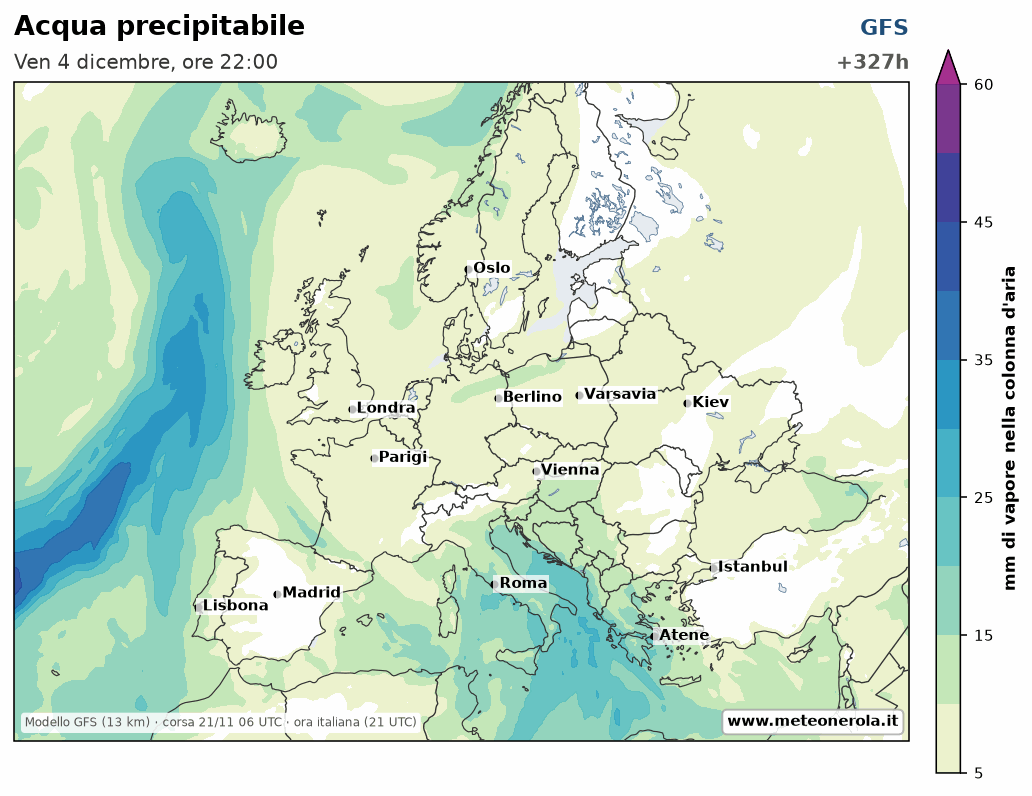 Acqua precipitabile
GFS
Ven 4 dicembre, ore 22:00
+327h
60
45
35
25
15
5
mm di vapore nella colonna d'aria
Oslo
Berlino
Varsavia
Kiev
Londra
Parigi
Vienna
Istanbul
Roma
Madrid
Lisbona
Atene
Modello GFS (13 km) · corsa 21/11 06 UTC · ora italiana (21 UTC)
www.meteonerola.it